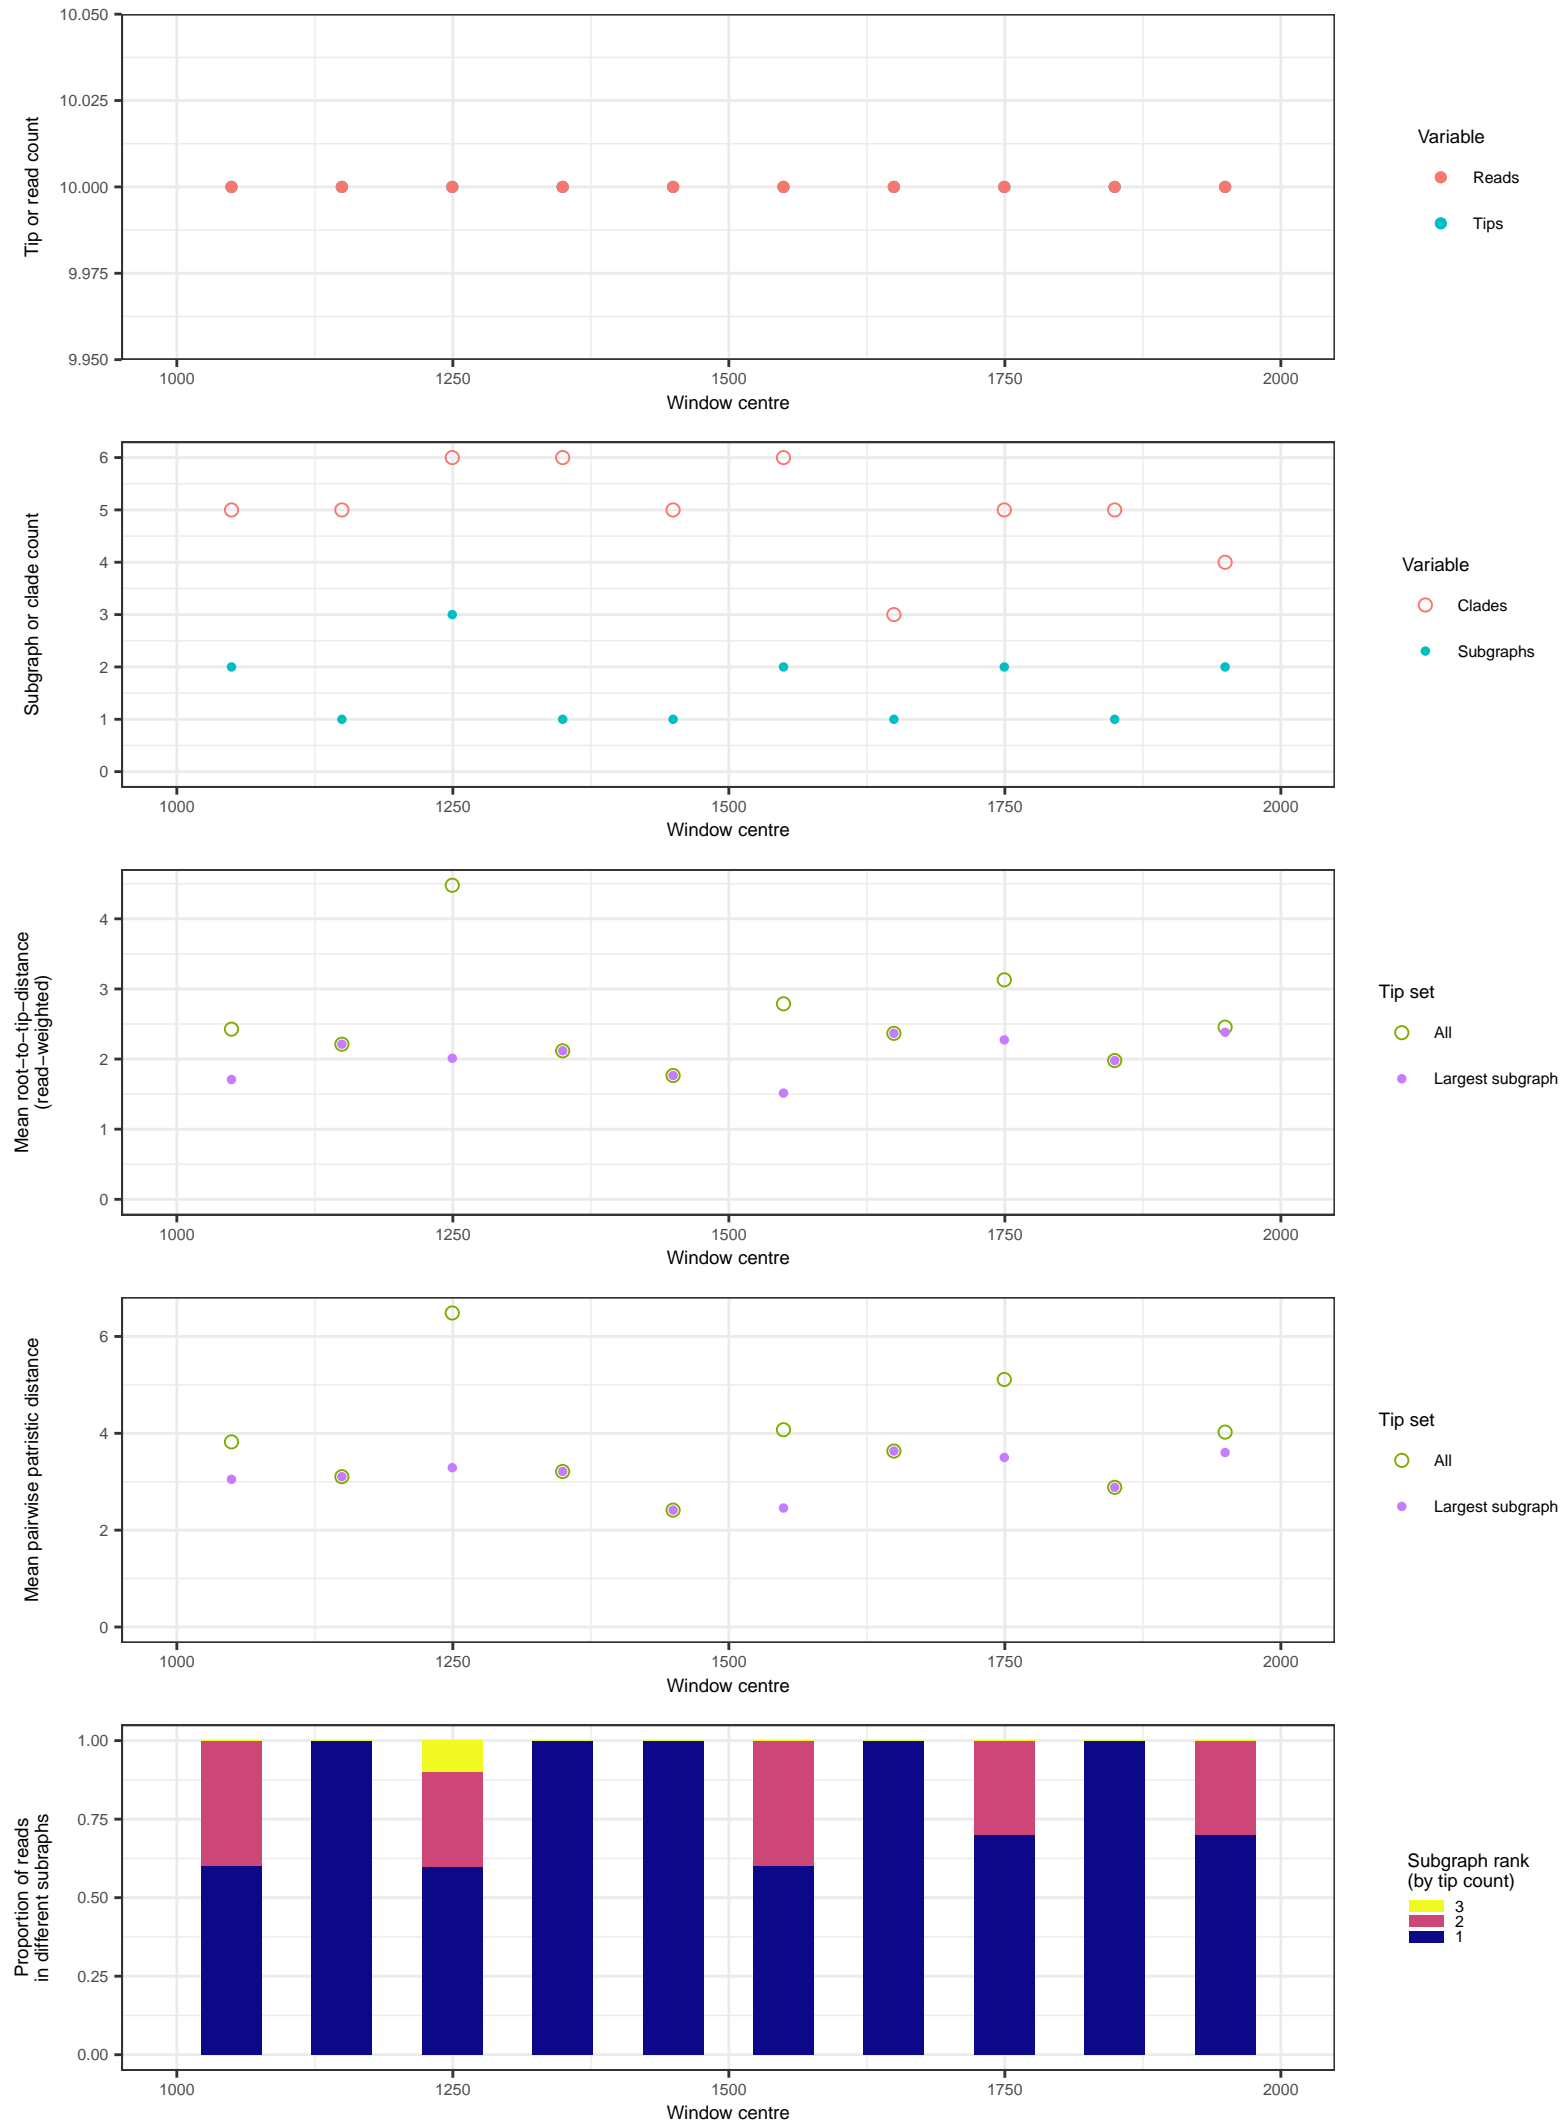 10.050
10.025
10.000
9.975
9.950
Tip or read count
1000 1250 1500 1750 2000
Window centre
Variable
Reads
Tips
6
5
4
3
2
1
0
Subgraph or clade count
1000 1250 1500 1750 2000
Window centre
Variable
Clades
Subgraphs
4
3
2
1
0
Mean root−to−tip−distance
(read−weighted)
1000 1250 1500 1750 2000
Window centre
Tip set
All
Largest subgraph
6
4
2
0
Mean pairwise patristic distance
1000 1250 1500 1750 2000
Window centre
Tip set
All
Largest subgraph
1.00
0.75
0.50
0.25
0.00
Proportion of reads
in different subraphs
1000 1250 1500 1750 2000
Window centre
Subgraph rank
(by tip count)
3
2
1